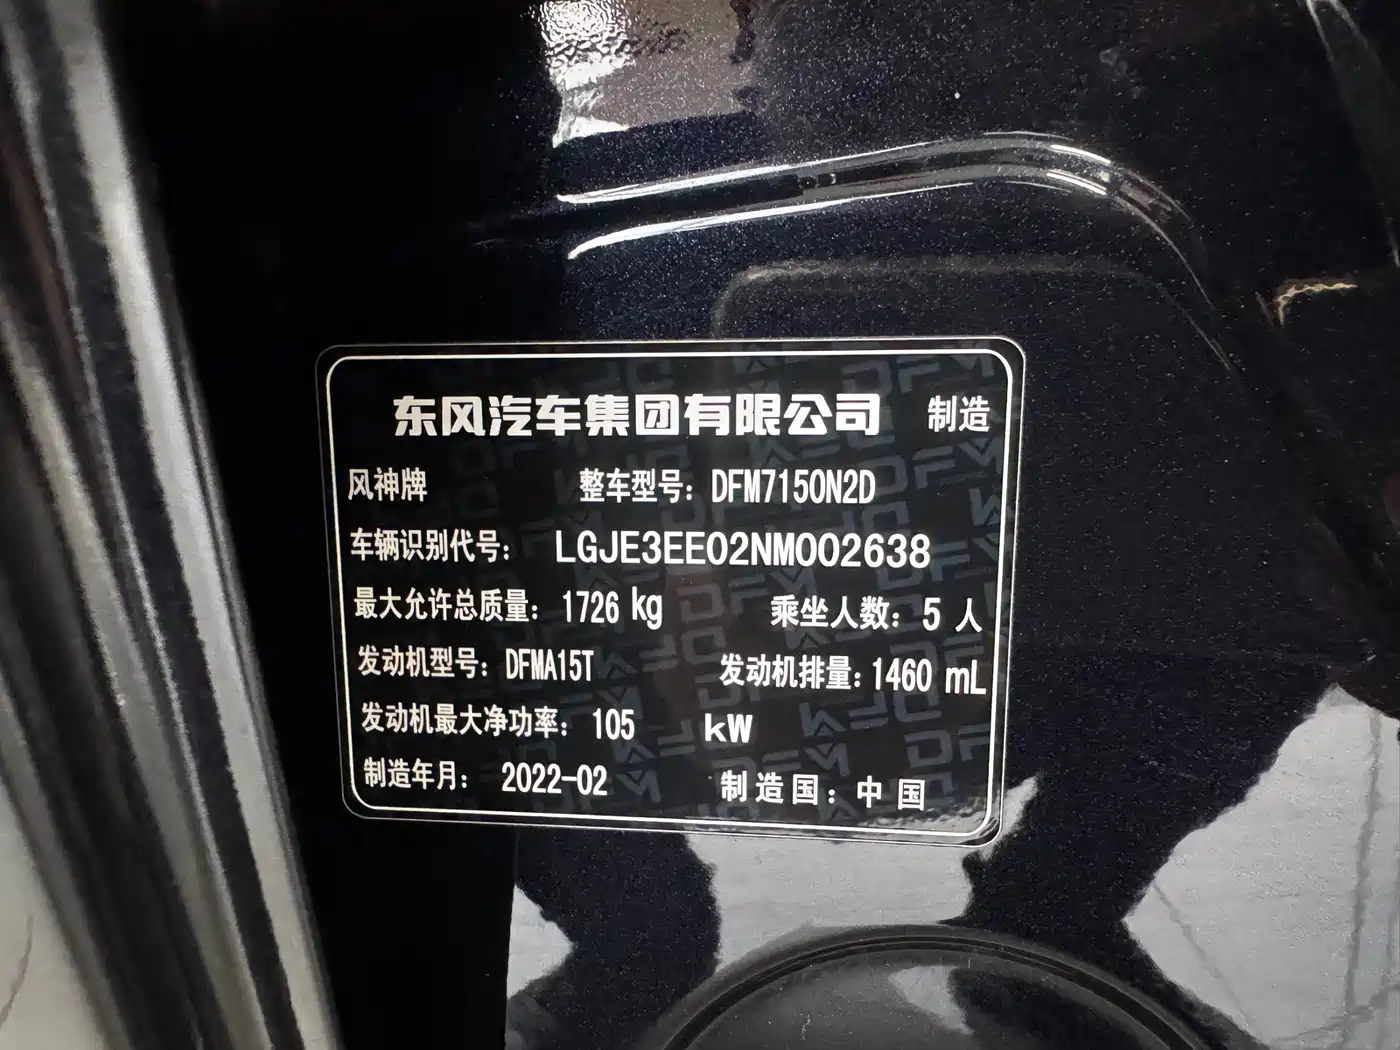 东风汽车集团有限公司 制造
风神牌 整车型号：DFM7150N2D
车辆识别代号： LGJE3EE02NM002638
最大允许总质量：1726 kg 乘坐人数：5 人
发动机型号：DFMA15T 发动机排量：1460 mL
发动机最大净功率：105 kW
制造年月： 2022-02 制造国：中国